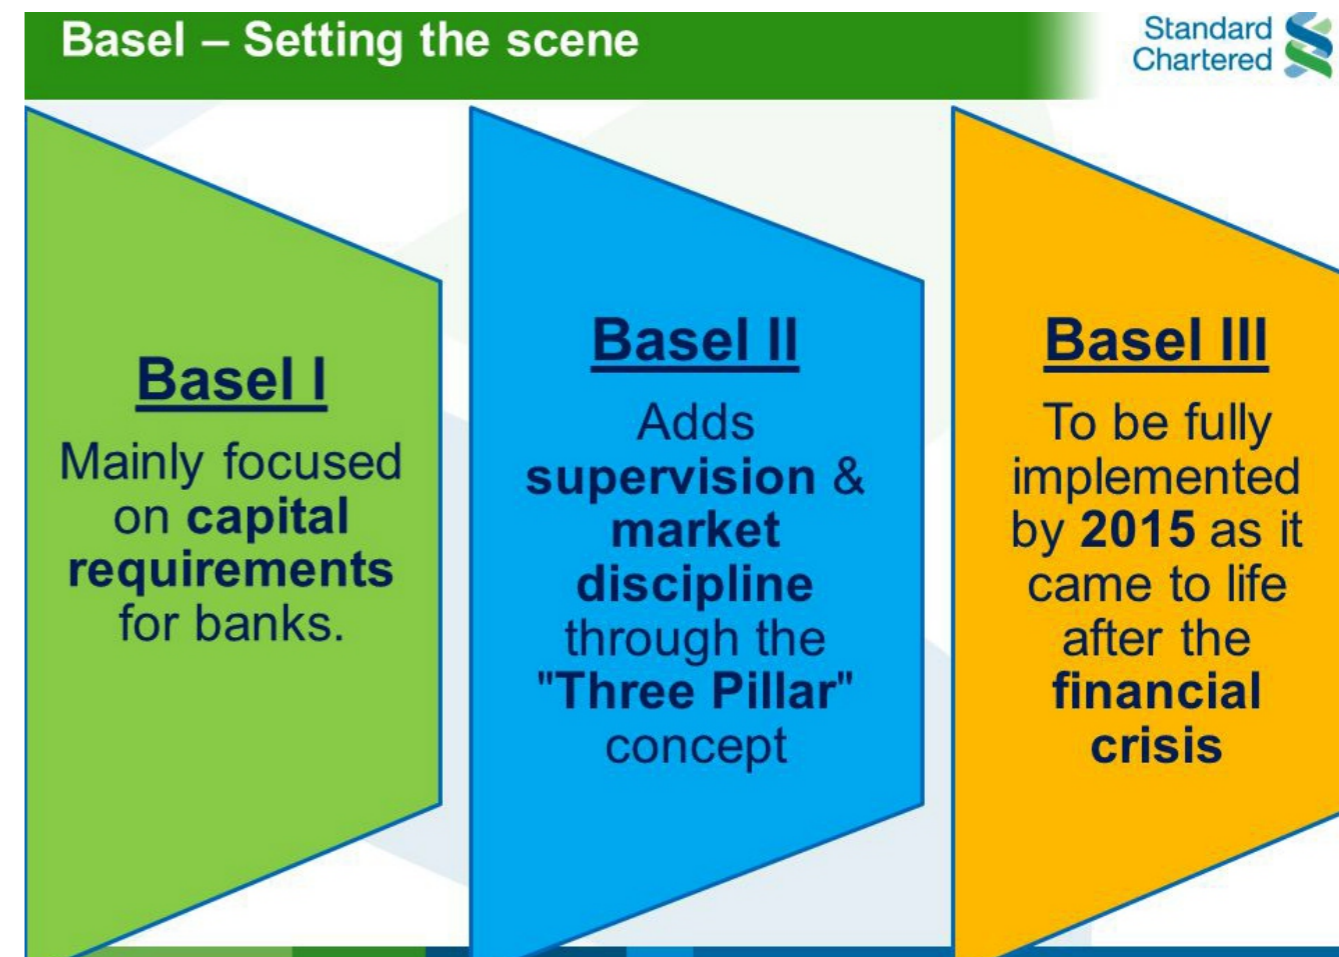 Basel – Setting the scene
Standard
Chartered
Basel I
Mainly focused
on capital
requirements
for banks.
Basel II
Adds
supervision &
market
discipline
through the
"Three Pillar"
concept
Basel III
To be fully
implemented
by 2015 as it
came to life
after the
financial
crisis